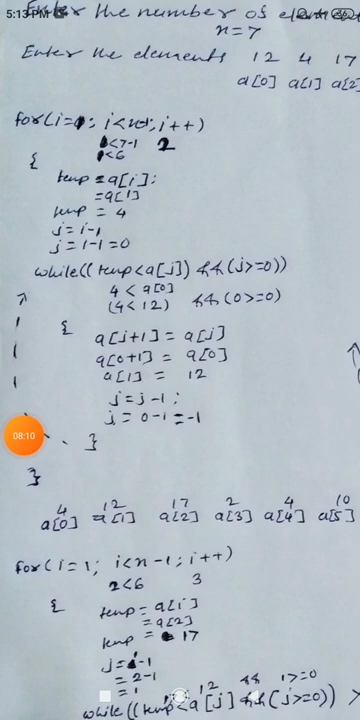 5:13 PM
Enter the number of
n=7
Enter the elements 12 4 17
a[0] a[1] a[2]
for(i=1; i<n-1; i++)
1<7-1 2
1<6
{
temp = a[i];
= a[1]
temp = 4
j = i-1
j = 1-1 = 0
while((temp<a[j]) && (j>=0))
4 < a[0]
(4<12) && (0>=0)
{
a[j+1] = a[j]
a[0+1] = a[0]
a[1] = 12
j = j-1;
j = 0-1 = -1
08:10
}
}
4 12 17 2 4 10
a[0] a[1] a[2] a[3] a[4] a[5]
for(i=1; i<n-1; i++)
2<6 3
{
temp = a[i]
= a[2]
temp = 17
j = i-1
= 2-1
= 1
17 12 && 1>=0
while((temp<a[j] && (j>=0))